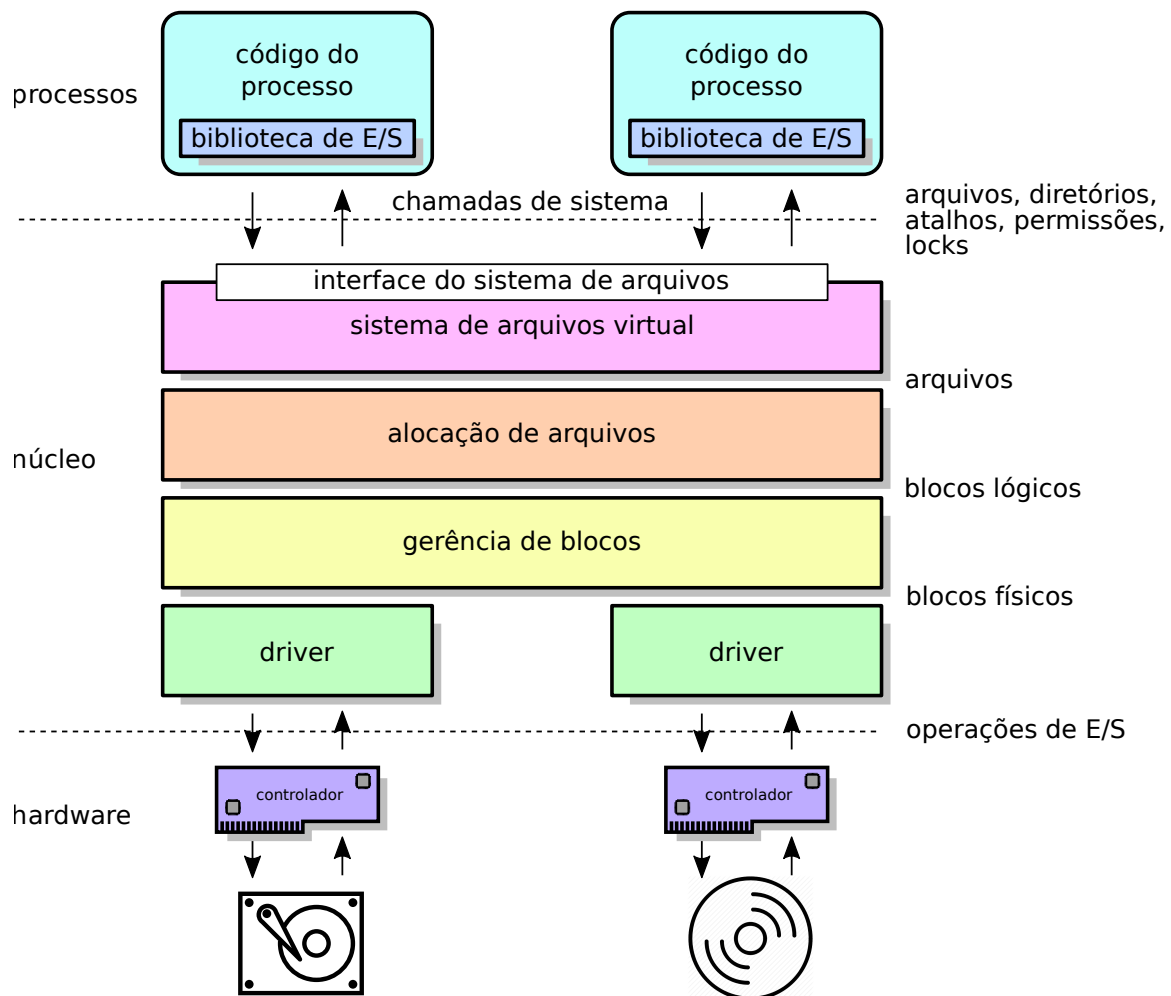 código do
processo
biblioteca de E/S
código do
processo
biblioteca de E/S
processos
chamadas de sistema
arquivos, diretórios,
atalhos, permissões,
locks
interface do sistema de arquivos
sistema de arquivos virtual
arquivos
alocação de arquivos
núcleo
blocos lógicos
gerência de blocos
blocos físicos
driver
driver
operações de E/S
controlador
controlador
hardware